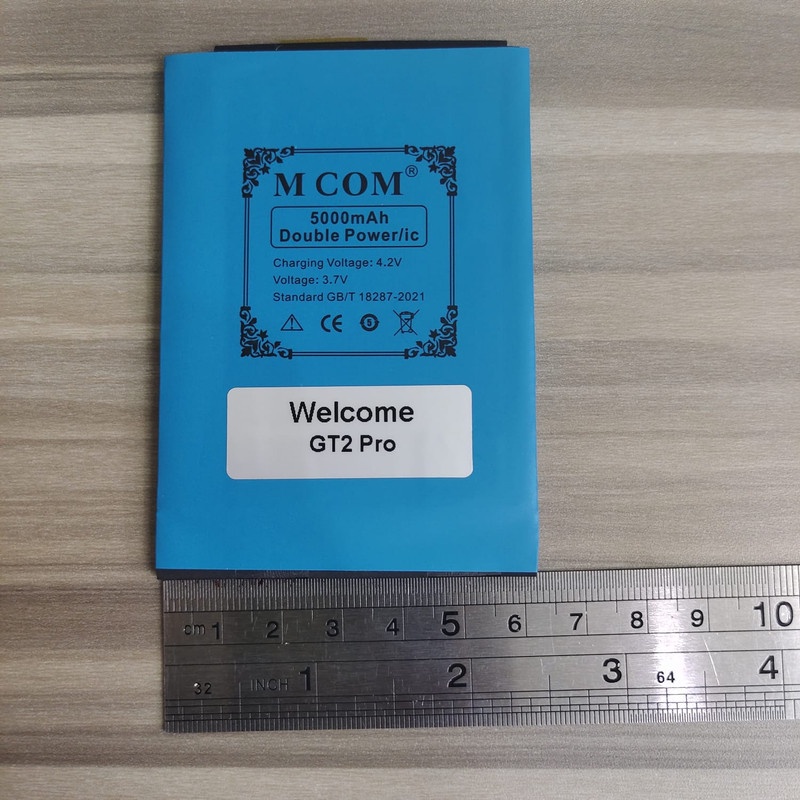 M COM®
5000mAh
Double Power/ic
Charging Voltage: 4.2V
Voltage: 3.7V
Standard GB/T 18287-2021
CE
Welcome
GT2 Pro
cm 1 2 3 4 5 6 7 8 9 10
32 INCH 1 2 3 64 4